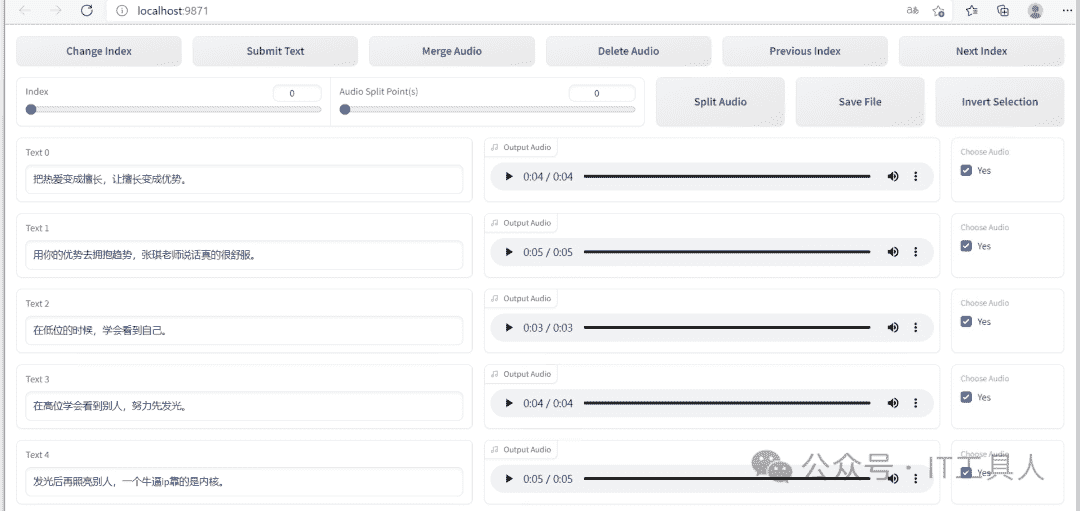 localhost:9871
Change Index
Submit Text
Merge Audio
Delete Audio
Previous Index
Next Index
Index
0
Audio Split Point(s)
0
Split Audio
Save File
Invert Selection
Text 0
把热爱变成擅长，让擅长变成优势。
Output Audio
0:04 / 0:04
Choose Audio
Yes
Text 1
用你的优势去拥抱趋势，张琪老师说话真的很舒服。
Output Audio
0:05 / 0:05
Choose Audio
Yes
Text 2
在低位的时候，学会看到自己。
Output Audio
0:03 / 0:03
Choose Audio
Yes
Text 3
在高位学会看到别人，努力先发光。
Output Audio
0:04 / 0:04
Choose Audio
Yes
Text 4
发光后再照亮别人，一个牛逼ip靠的是内核。
Output Audio
0:05 / 0:05
Choose Audio
Yes
公众号·IT工具人